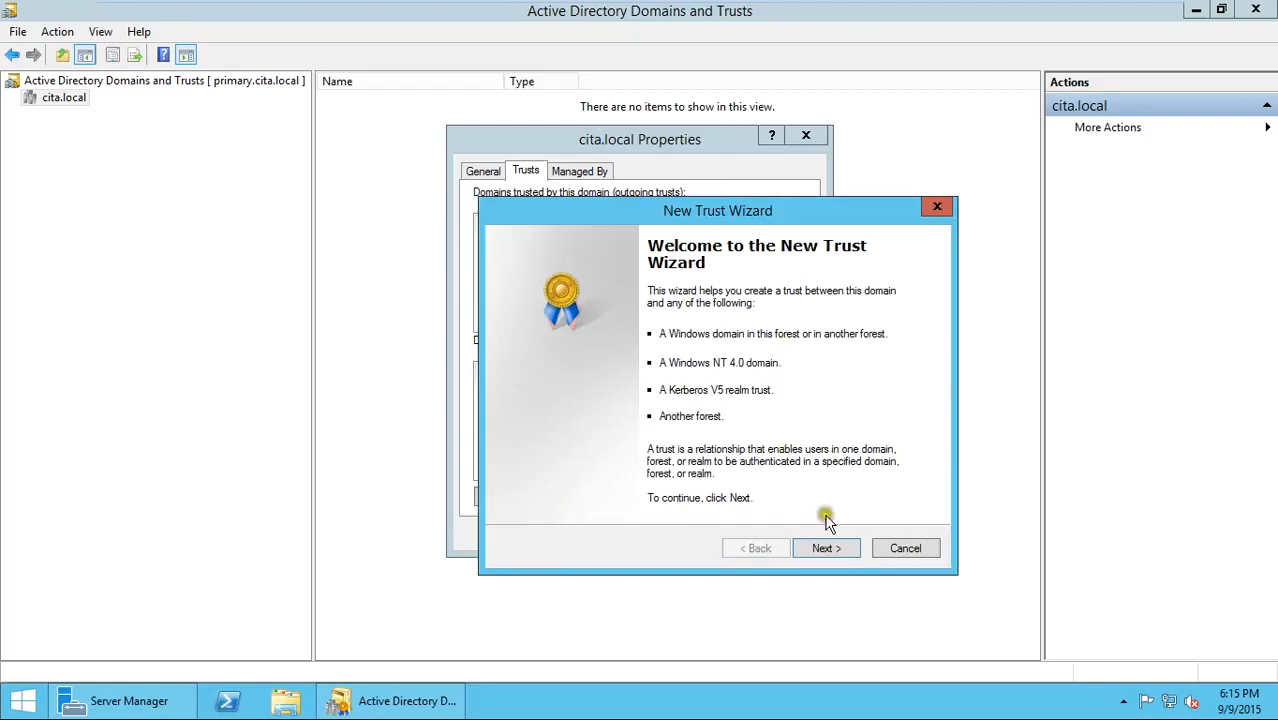 Active Directory Domains and Trusts
File Action View Help
Active Directory Domains and Trusts [ primary.cita.local ]
cita.local
Name Type
There are no items to show in this view.
Actions
cita.local
More Actions
cita.local Properties
?
General Trusts Managed By
Domains trusted by this domain (outgoing trusts):
New Trust Wizard
Welcome to the New Trust
Wizard
This wizard helps you create a trust between this domain
and any of the following:
▪ A Windows domain in this forest or in another forest.
▪ A Windows NT 4.0 domain.
▪ A Kerberos V5 realm trust.
▪ Another forest.
A trust is a relationship that enables users in one domain,
forest, or realm to be authenticated in a specified domain,
forest, or realm.
To continue, click Next.
< Back Next > Cancel
Server Manager
Active Directory D...
6:15 PM
9/9/2015